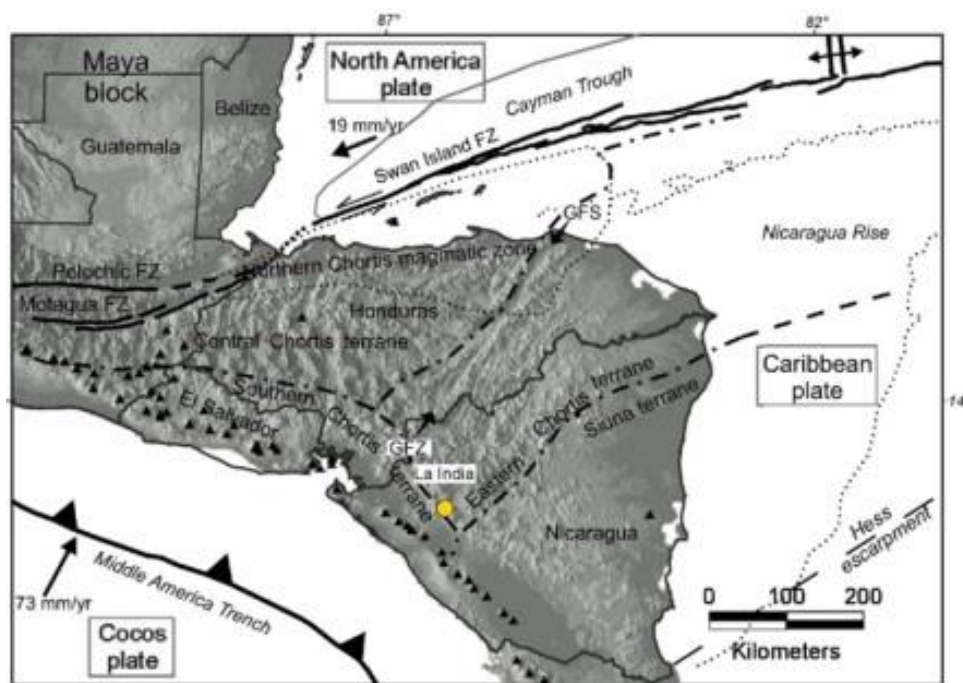 87°
82°
Maya
block
North America
plate
Belize
Cayman Trough
19 mm/yr
Guatemala
Swan Island FZ
GFS
Nicaragua Rise
Northern Chortis magmatic zone
Polochic FZ
Motagua FZ
Honduras
Central Chortis terrane
Caribbean
plate
14
Southern Chortis terrane
El Salvador
Eastern Chortis terrane
Siuna terrane
GFZ
La India
Nicaragua
Hess
escarpment
73 mm/yr
Middle America Trench
0 100 200
Kilometers
Cocos
plate